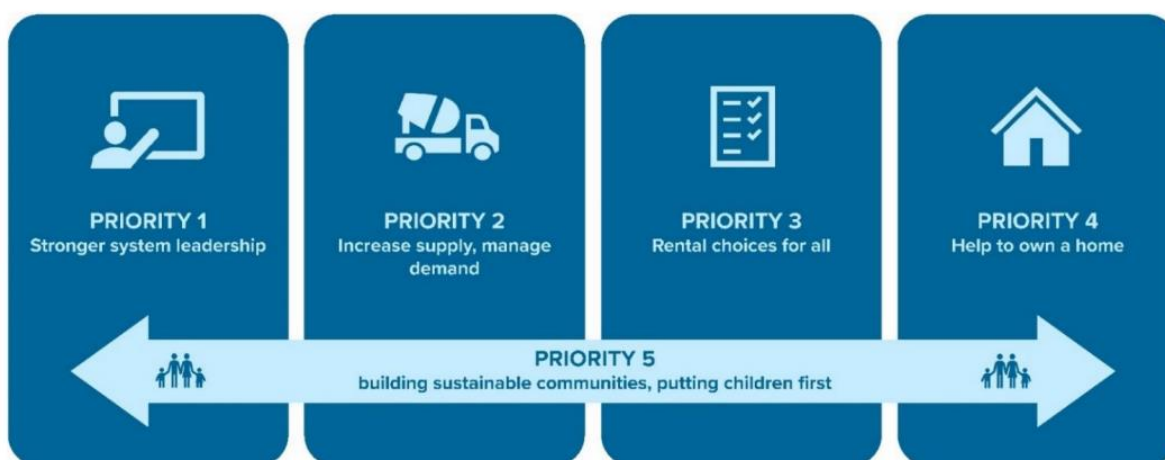 PRIORITY 1
Stronger system leadership
PRIORITY 2
Increase supply, manage
demand
PRIORITY 3
Rental choices for all
PRIORITY 4
Help to own a home
PRIORITY 5
building sustainable communities, putting children first